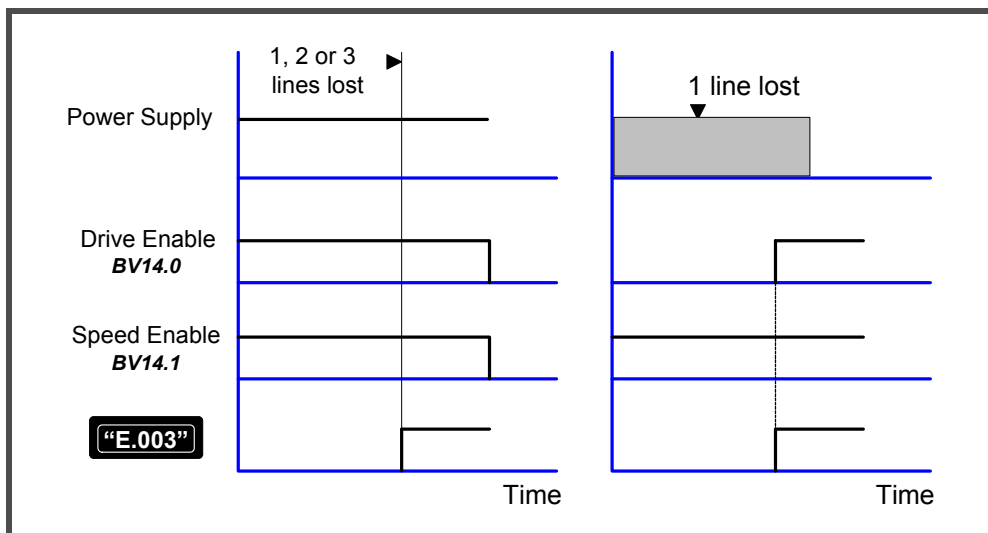 1, 2 or 3
lines lost
1 line lost
Power Supply
Drive Enable
BV14.0
Speed Enable
BV14.1
“E.003”
Time
Time